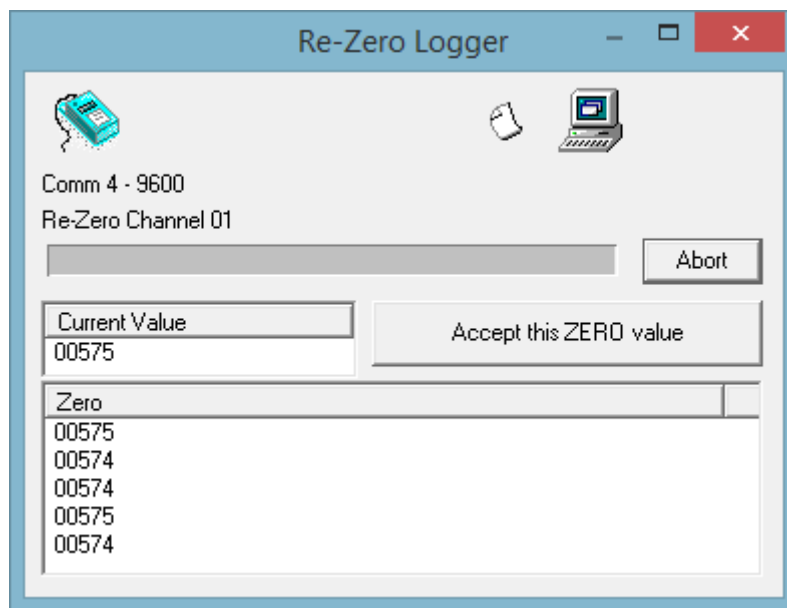 Re-Zero Logger
Comm 4 - 9600
Re-Zero Channel 01
Abort
Current Value
00575
Accept this ZERO value
Zero
00575
00574
00574
00575
00574